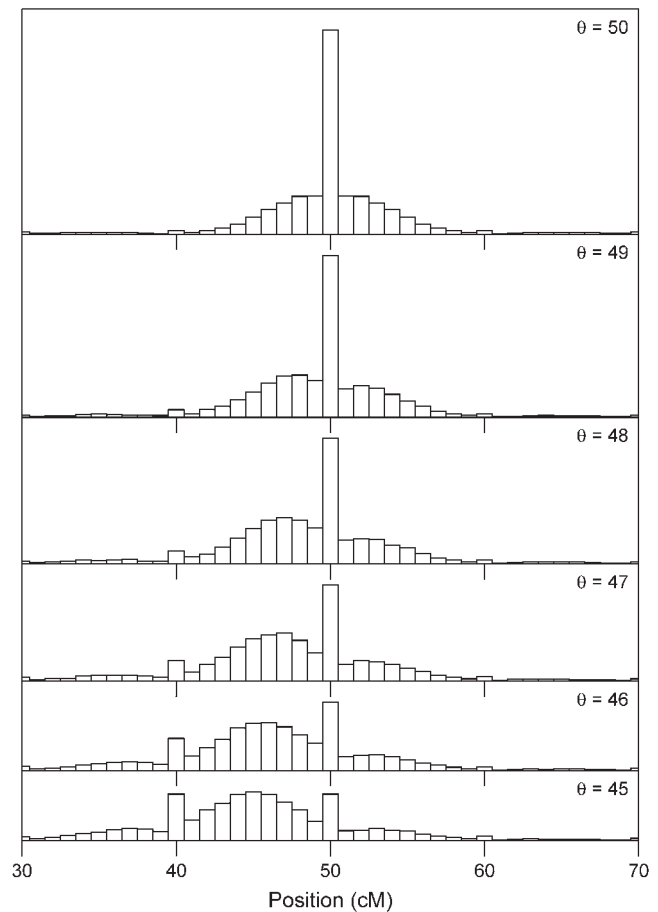 θ = 50
θ = 49
θ = 48
θ = 47
θ = 46
θ = 45
30 40 50 60 70
Position (cM)